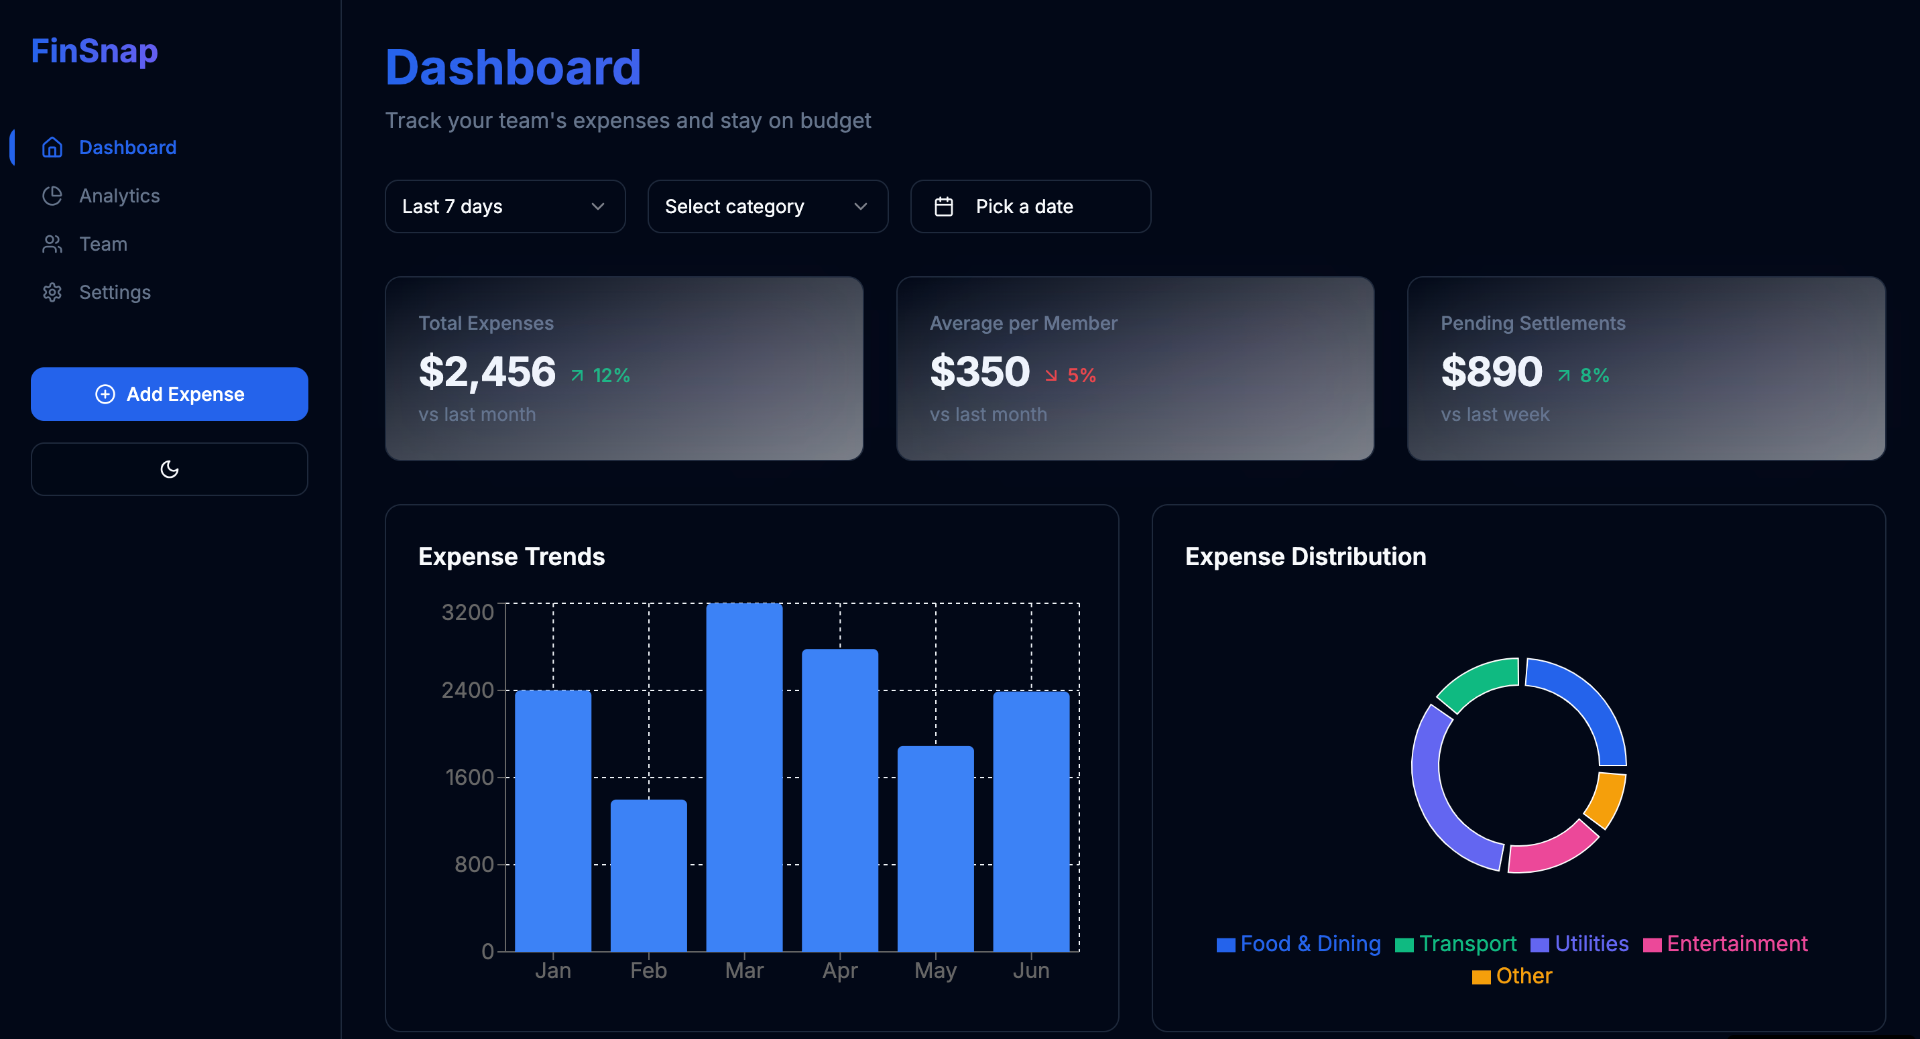 FinSnap
Dashboard
Analytics
Team
Settings
Add Expense
Dashboard
Track your team's expenses and stay on budget
Last 7 days
Select category
Pick a date
Total Expenses
$2,456 12%
vs last month
Average per Member
$350 5%
vs last month
Pending Settlements
$890 8%
vs last week
Expense Trends
3200
2400
1600
800
0
Jan Feb Mar Apr May Jun
Expense Distribution
Food & Dining Transport Utilities Entertainment
Other